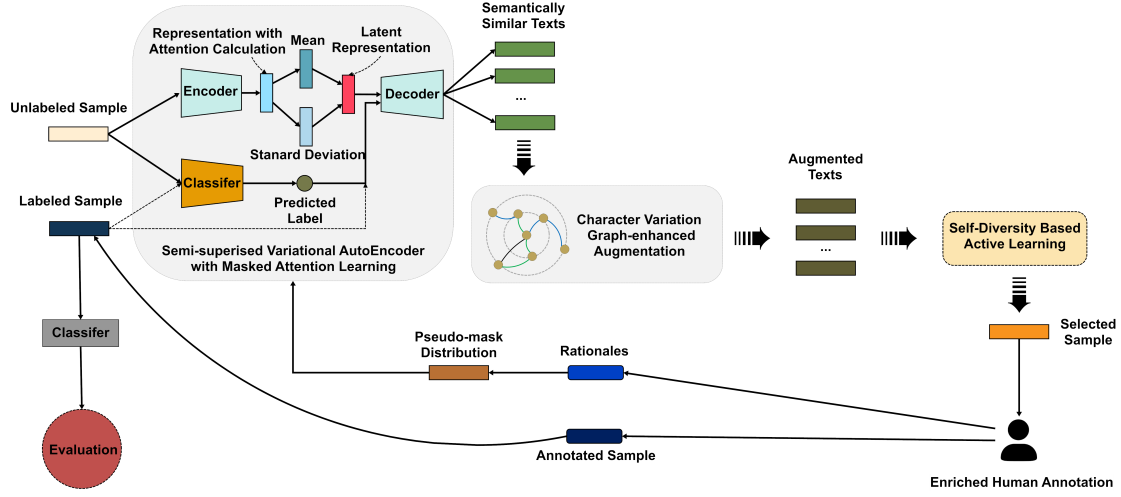 Semantically
Similar Texts
Representation with
Attention Calculation
Mean
Latent
Representation
Encoder
Decoder
...
Unlabeled Sample
Stanard Deviation
Classifer
Predicted
Label
Labeled Sample
Semi-superised Variational AutoEncoder
with Masked Attention Learning
Character Variation
Graph-enhanced
Augmentation
Augmented
Texts
...
Self-Diversity Based
Active Learning
Selected
Sample
Classifer
Pseudo-mask
Distribution
Rationales
Evaluation
Annotated Sample
Enriched Human Annotation